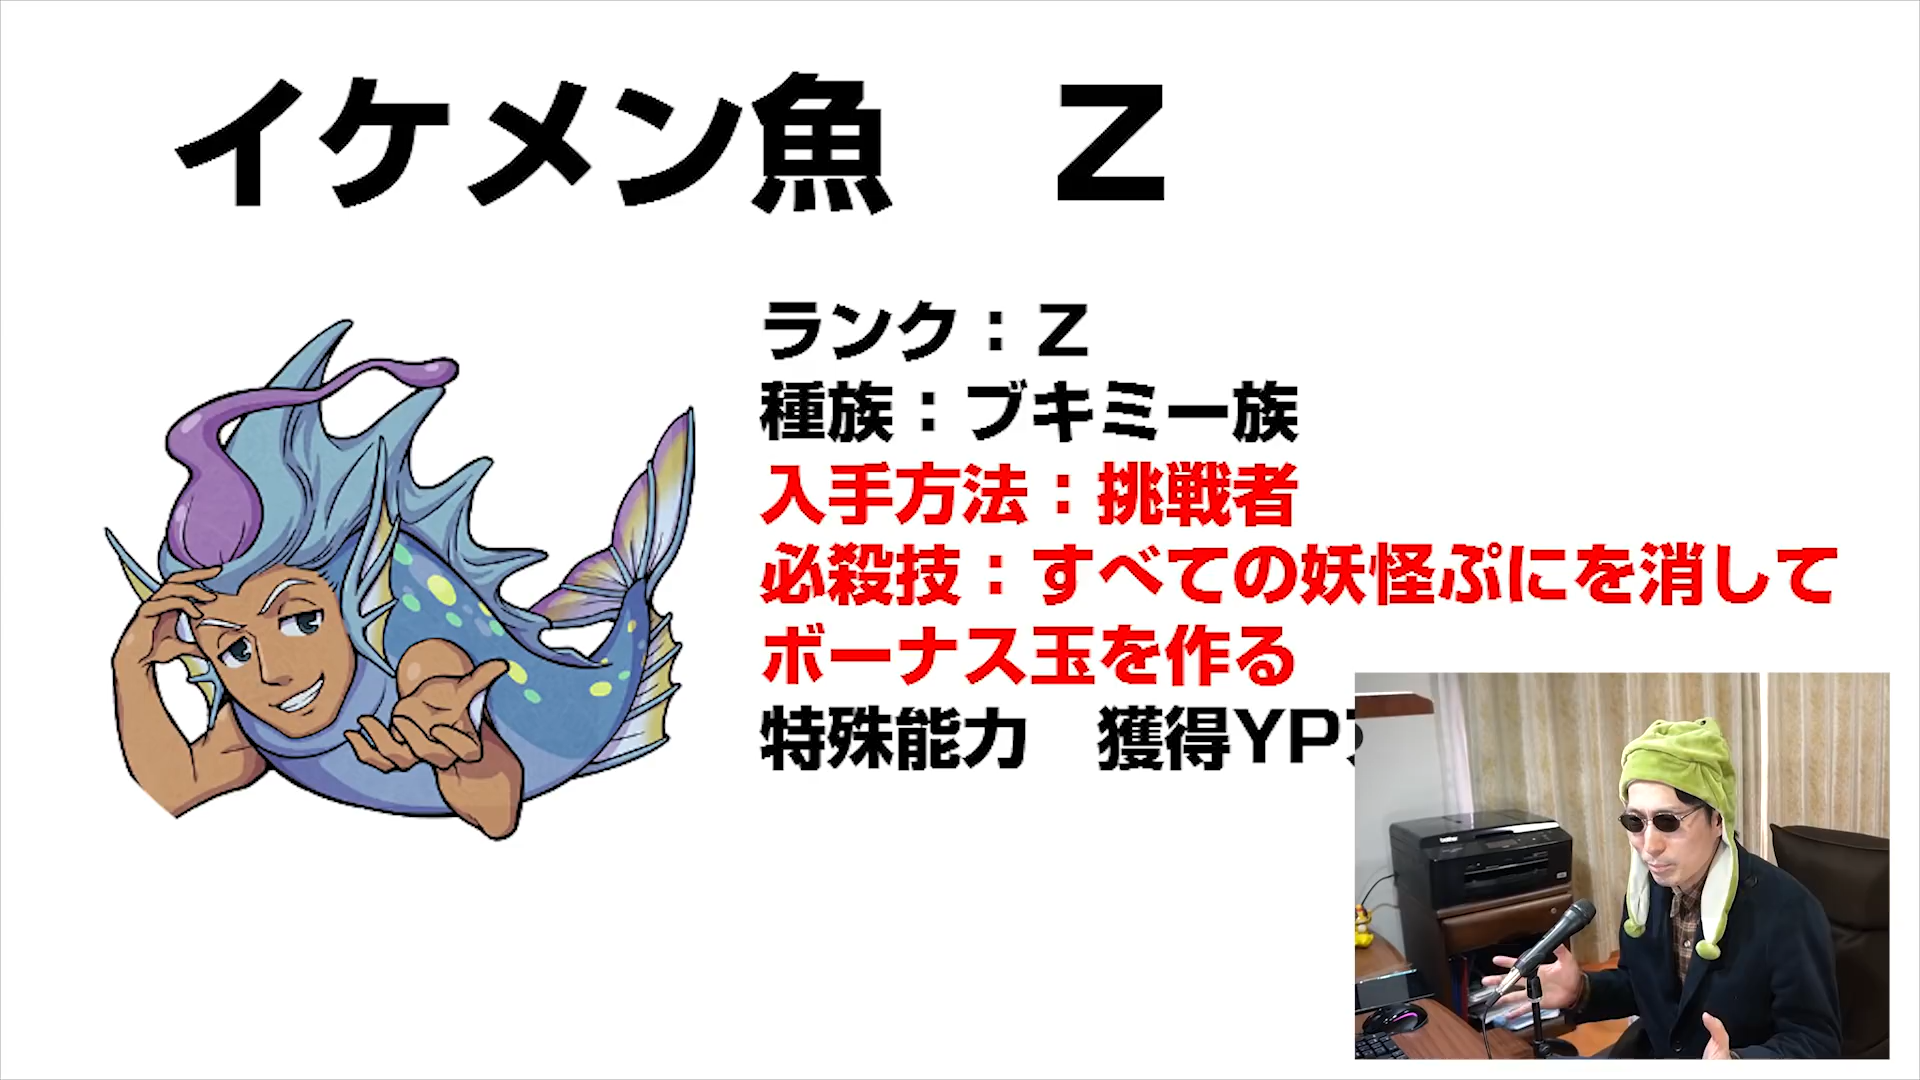 イケメン魚　Z
ランク：Z
種族：ブキミー族
入手方法：挑戦者
必殺技：すべての妖怪ぷにを消して
ボーナス玉を作る
特殊能力　獲得YP
brother